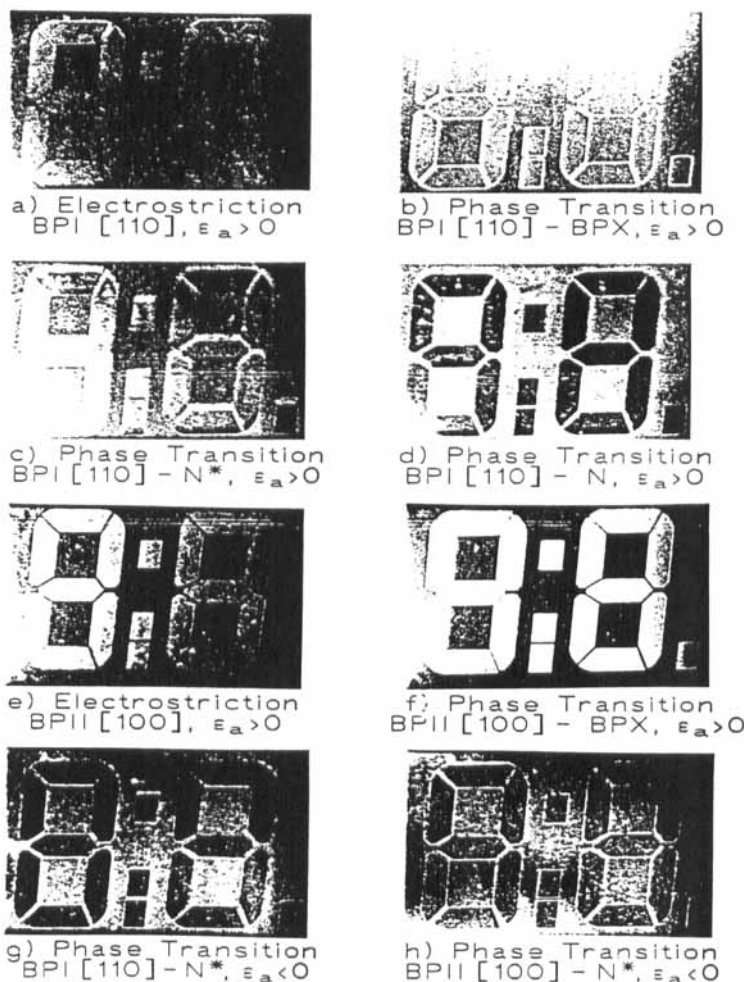 a) Electrostriction
BPI [110], εa>0
b) Phase Transition
BPI [110] – BPX, εa>0
c) Phase Transition
BPI [110] – N*, εa>0
d) Phase Transition
BPI [110] – N, εa>0
e) Electrostriction
BPII [100], εa>0
f) Phase Transition
BPII [100] – BPX, εa>0
g) Phase Transition
BPI [110] – N*, εa<0
h) Phase Transition
BPII [100] – N*, εa<0